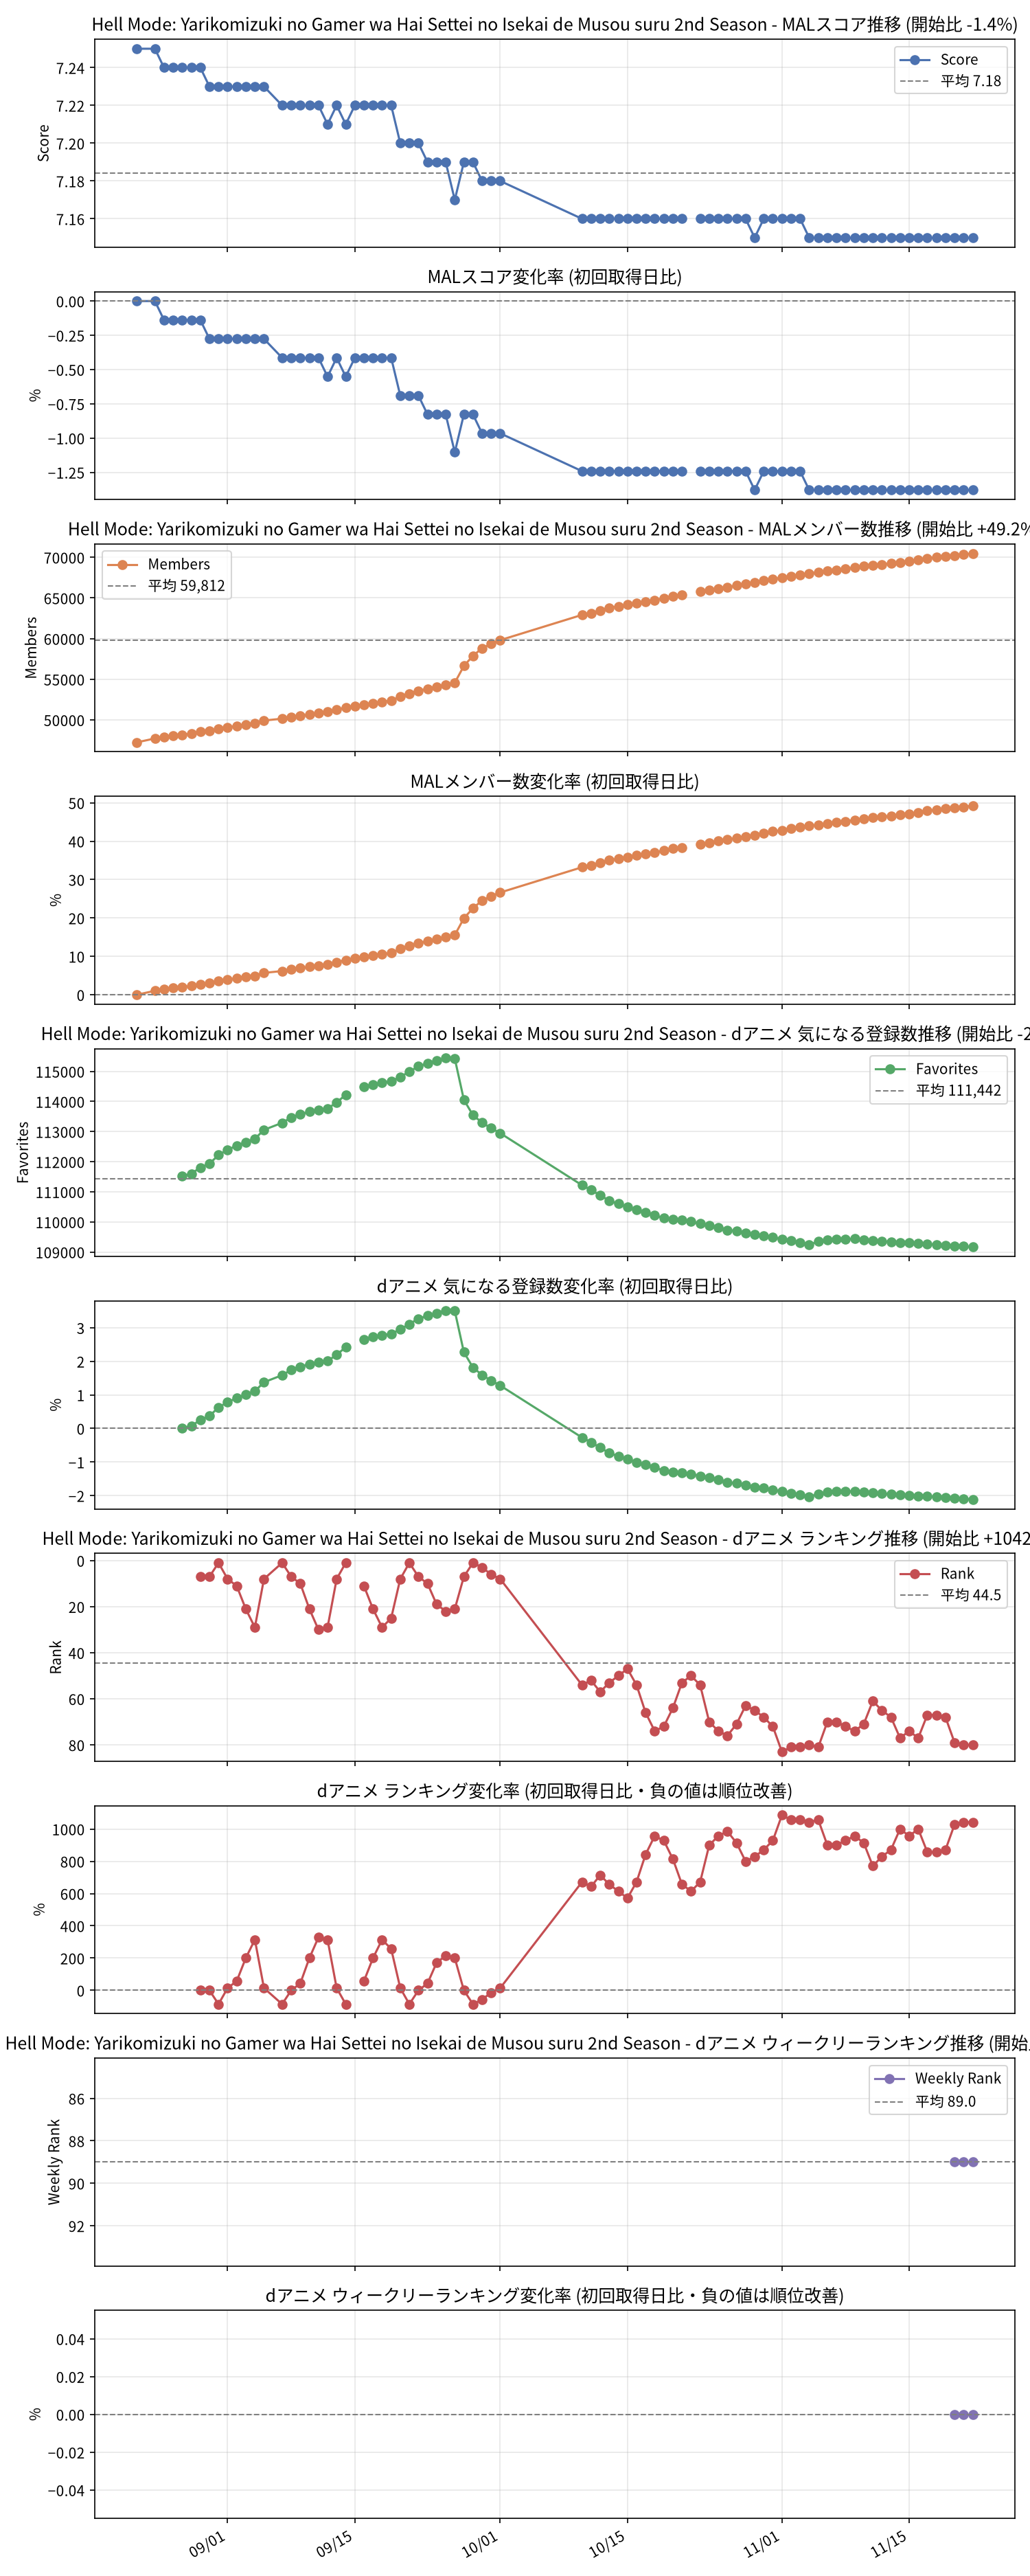 Hell Mode: Yarikomizuki no Gamer wa Hai Settei no Isekai de Musou suru 2nd Season - MALスコア推移 (開始比 -1.4%)
Score
7.24
7.22
7.20
7.18
7.16
Score
平均 7.18
MALスコア変化率 (初回取得日比)
%
0.00
−0.25
−0.50
−0.75
−1.00
−1.25
Hell Mode: Yarikomizuki no Gamer wa Hai Settei no Isekai de Musou suru 2nd Season - MALメンバー数推移 (開始比 +49.2%
Members
70000
65000
60000
55000
50000
Members
平均 59,812
MALメンバー数変化率 (初回取得日比)
%
50
40
30
20
10
0
Hell Mode: Yarikomizuki no Gamer wa Hai Settei no Isekai de Musou suru 2nd Season - dアニメ 気になる登録数推移 (開始比 -2
Favorites
115000
114000
113000
112000
111000
110000
109000
Favorites
平均 111,442
dアニメ 気になる登録数変化率 (初回取得日比)
%
3
2
1
0
−1
−2
Hell Mode: Yarikomizuki no Gamer wa Hai Settei no Isekai de Musou suru 2nd Season - dアニメ ランキング推移 (開始比 +1042
Rank
0
20
40
60
80
Rank
平均 44.5
dアニメ ランキング変化率 (初回取得日比・負の値は順位改善)
%
1000
800
600
400
200
0
Hell Mode: Yarikomizuki no Gamer wa Hai Settei no Isekai de Musou suru 2nd Season - dアニメ ウィークリーランキング推移 (開始
Weekly Rank
86
88
90
92
Weekly Rank
平均 89.0
dアニメ ウィークリーランキング変化率 (初回取得日比・負の値は順位改善)
%
0.04
0.02
0.00
−0.02
−0.04
09/01
09/15
10/01
10/15
11/01
11/15